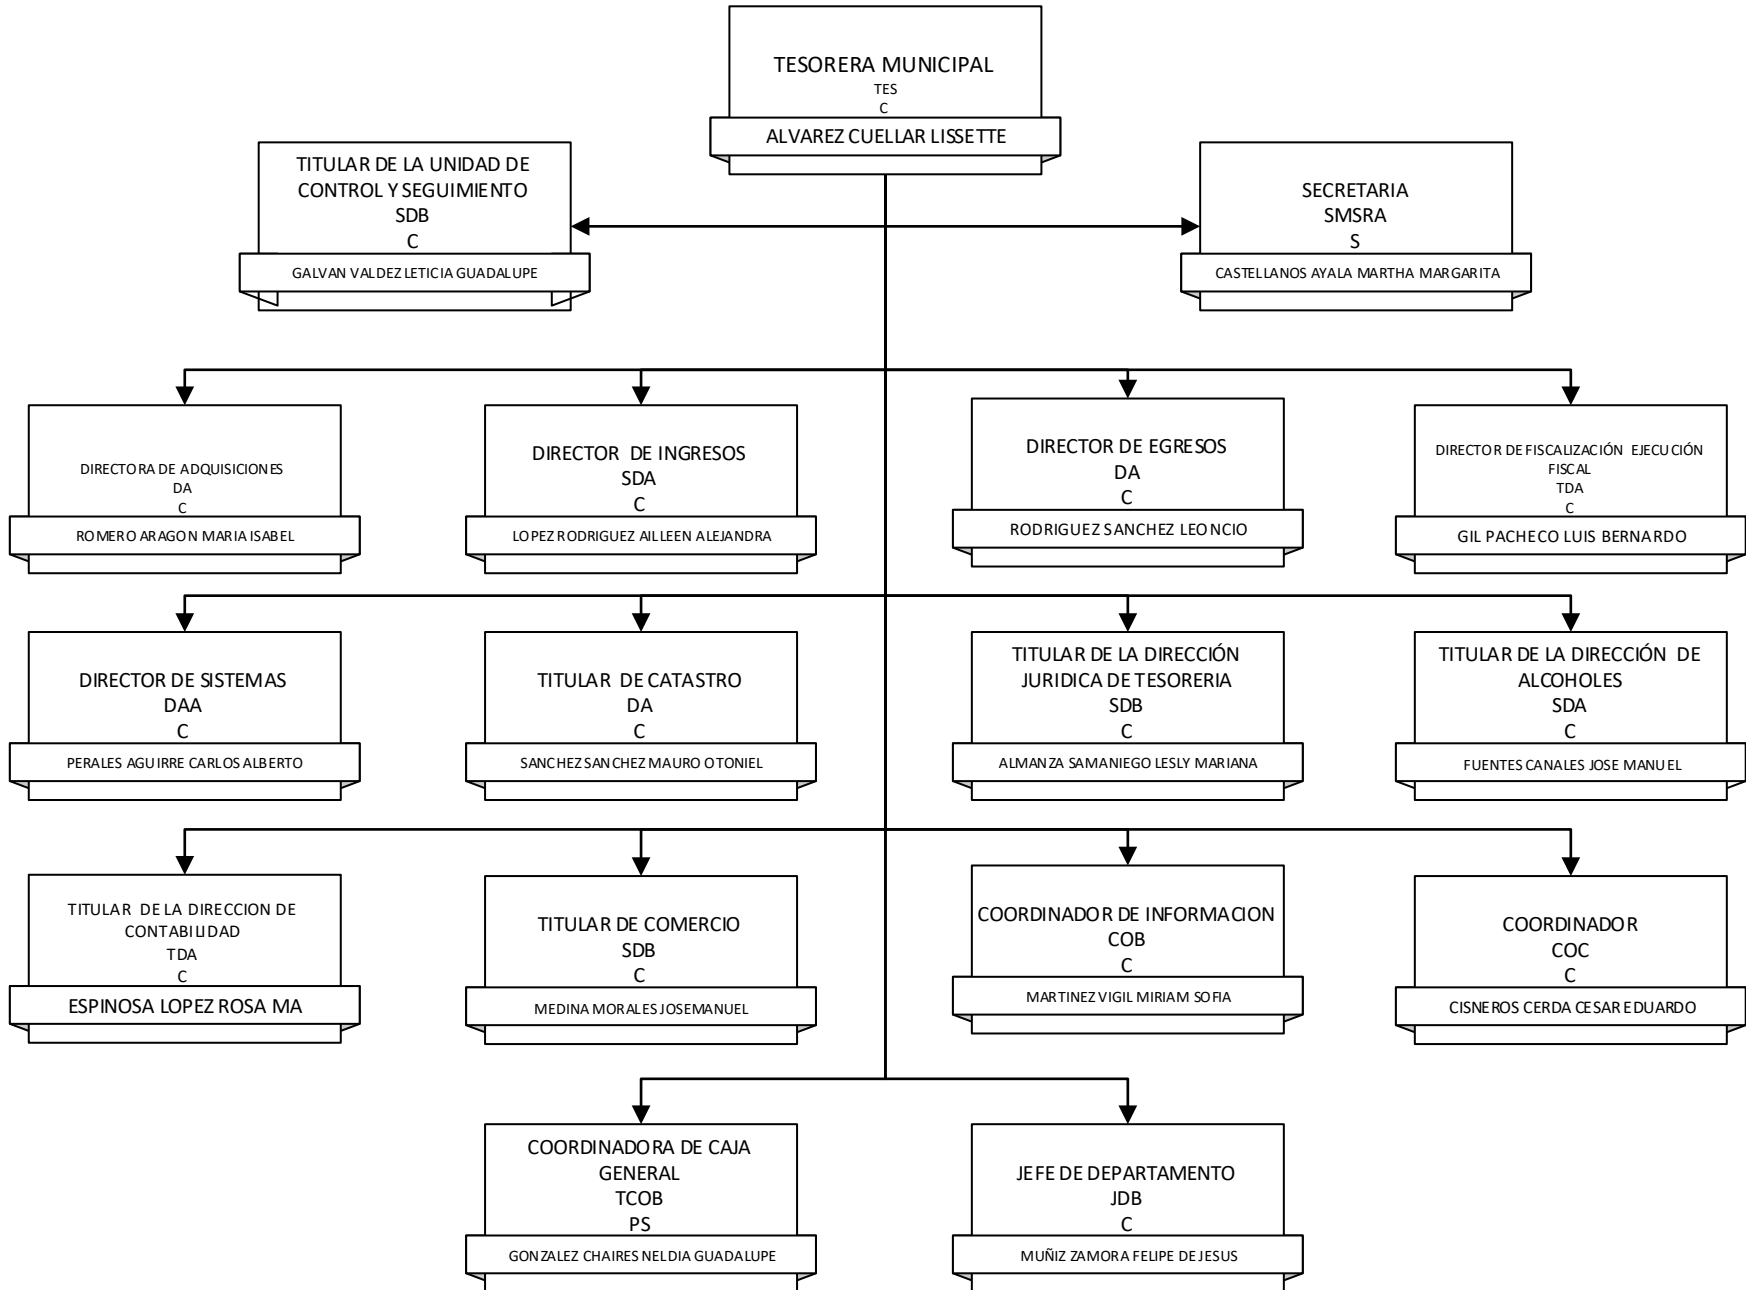 TESORERA MUNICIPAL
TES
C
ALVAREZ CUELLAR LISSETTE
TITULAR DE LA UNIDAD DE
CONTROL Y SEGUIMIENTO
SDB
C
GALVAN VALDEZ LETICIA GUADALUPE
SECRETARIA
SMSRA
S
CASTELLANOS AYALA MARTHA MARGARITA
DIRECTORA DE ADQUISICIONES
DA
C
ROMERO ARAGON MARIA ISABEL
DIRECTOR DE INGRESOS
SDA
C
LOPEZ RODRIGUEZ AILLEEN ALEJANDRA
DIRECTOR DE EGRESOS
DA
C
RODRIGUEZ SANCHEZ LEONCIO
DIRECTOR DE FISCALIZACIÓN EJECUCIÓN
FISCAL
TDA
C
GIL PACHECO LUIS BERNARDO
DIRECTOR DE SISTEMAS
DAA
C
PERALES AGUIRRE CARLOS ALBERTO
TITULAR DE CATASTRO
DA
C
SANCHEZ SANCHEZ MAURO OTONIEL
TITULAR DE LA DIRECCIÓN
JURIDICA DE TESORERIA
SDB
C
ALMANZA SAMANIEGO LESLY MARIANA
TITULAR DE LA DIRECCIÓN DE
ALCOHOLES
SDA
C
FUENTES CANALES JOSE MANUEL
TITULAR DE LA DIRECCION DE
CONTABILIDAD
TDA
C
ESPINOSA LOPEZ ROSA MA
TITULAR DE COMERCIO
SDB
C
MEDINA MORALES JOSEMANUEL
COORDINADOR DE INFORMACION
COB
C
MARTINEZ VIGIL MIRIAM SOFIA
COORDINADOR
COC
C
CISNEROS CERDA CESAR EDUARDO
COORDINADORA DE CAJA
GENERAL
TCOB
PS
GONZALEZ CHAIRES NELDIA GUADALUPE
JEFE DE DEPARTAMENTO
JDB
C
MUÑIZ ZAMORA FELIPE DE JESUS